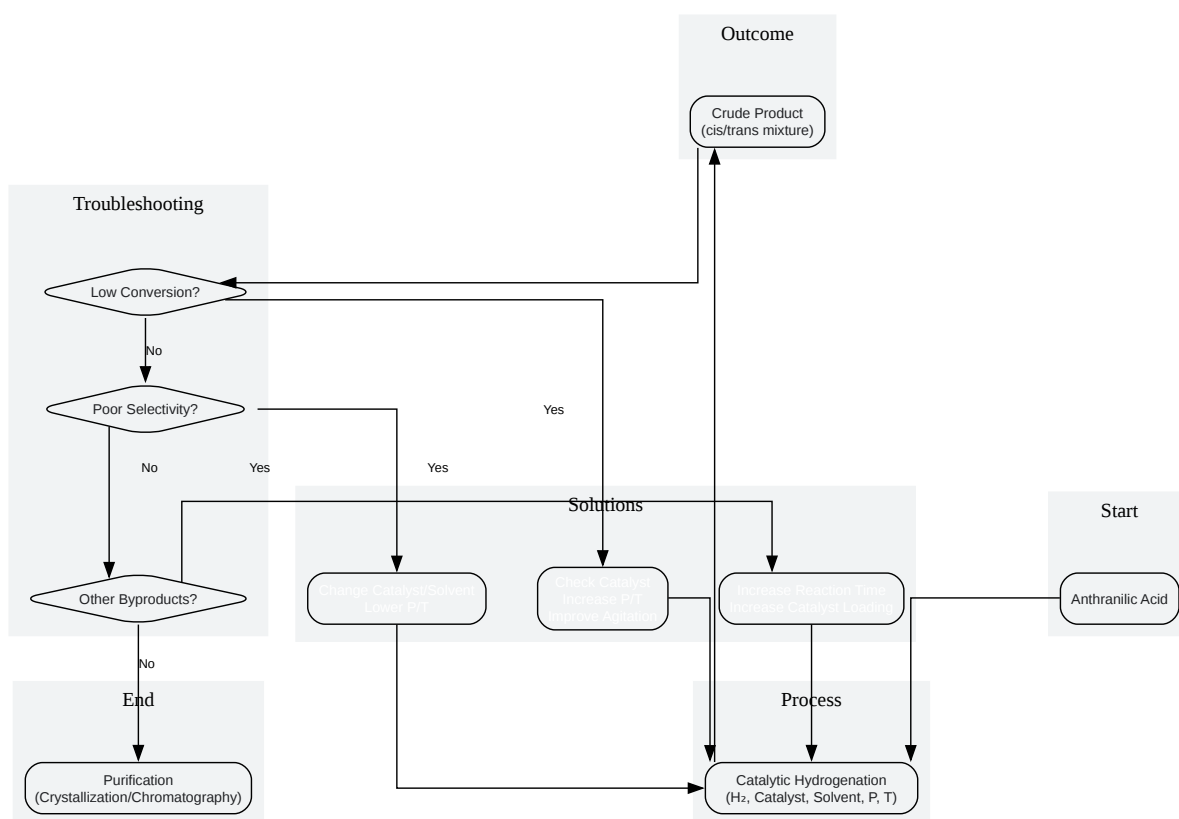 Outcome
Crude Product
(cis/trans mixture)
Troubleshooting
Low Conversion?
No
Poor Selectivity?
Yes
No
Yes
Yes
Solutions
Start
Change Catalyst/Solvent
Lower P/T
Check Catalyst
Increase P/T
Improve Agitation
Increase Reaction Time
Increase Catalyst Loading
Anthranilic Acid
Other Byproducts?
No
End
Process
Purification
(Crystallization/Chromatography)
Catalytic Hydrogenation
(H₂, Catalyst, Solvent, P, T)